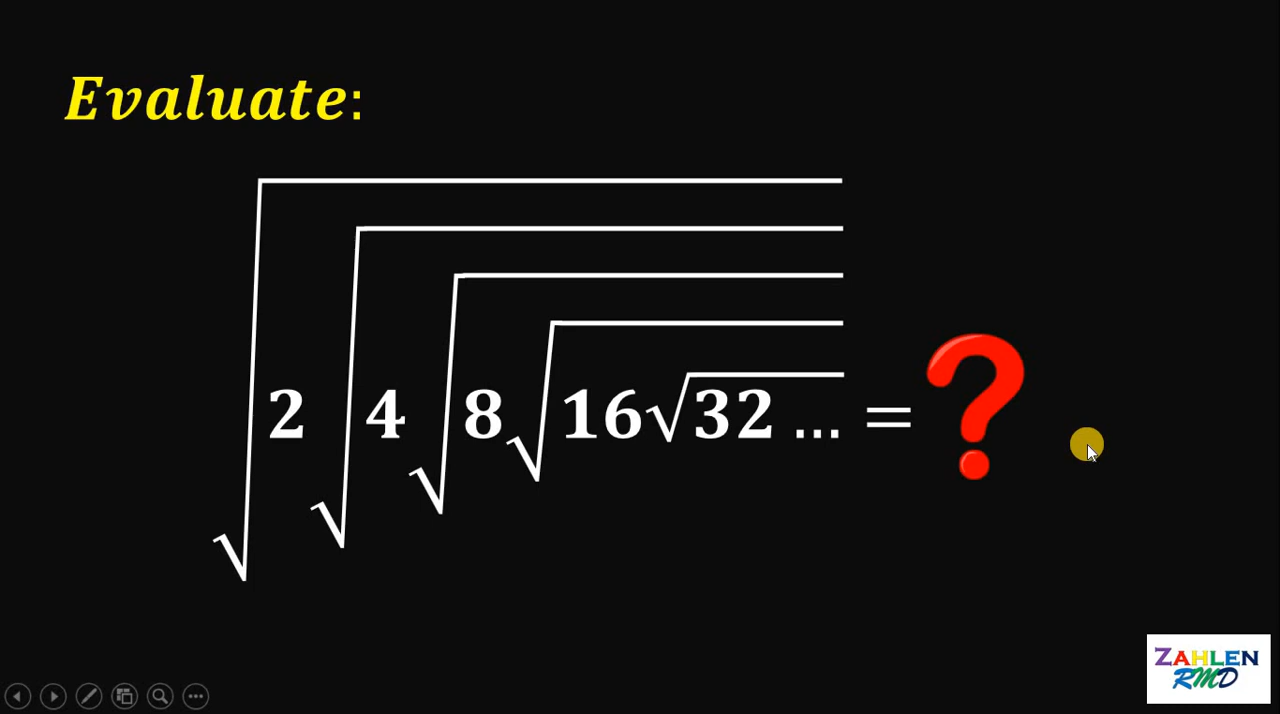 Evaluate:
√2√4√8√16√32 ... = ❓
ZAHLEN
RMD